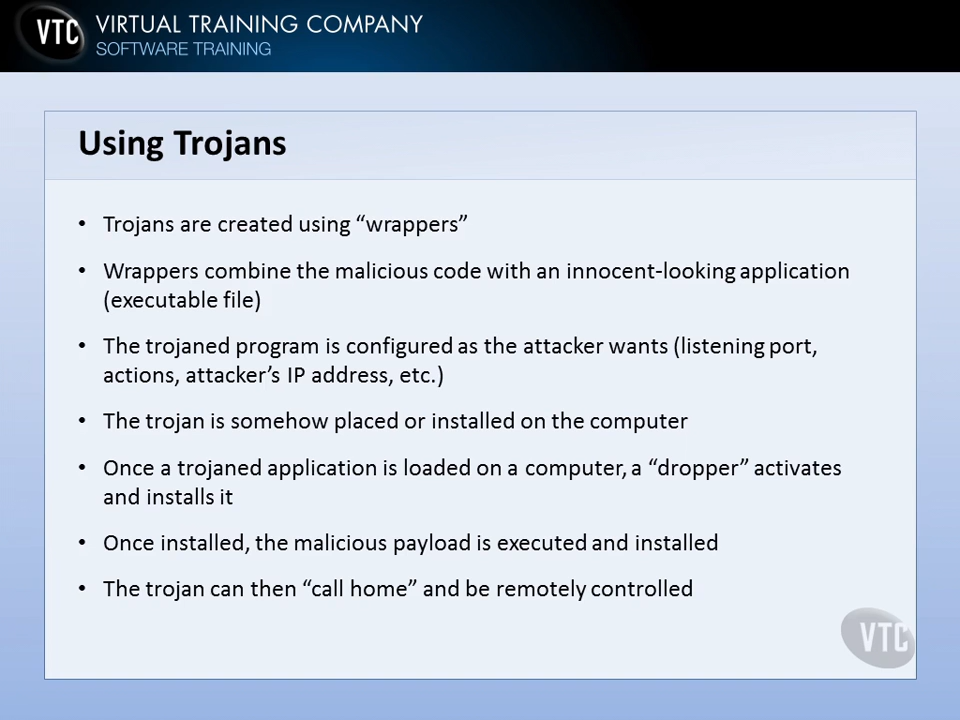 VTC VIRTUAL TRAINING COMPANY
SOFTWARE TRAINING
Using Trojans
• Trojans are created using “wrappers”
• Wrappers combine the malicious code with an innocent-looking application
(executable file)
• The trojaned program is configured as the attacker wants (listening port,
actions, attacker’s IP address, etc.)
• The trojan is somehow placed or installed on the computer
• Once a trojaned application is loaded on a computer, a “dropper” activates
and installs it
• Once installed, the malicious payload is executed and installed
• The trojan can then “call home” and be remotely controlled
VTC